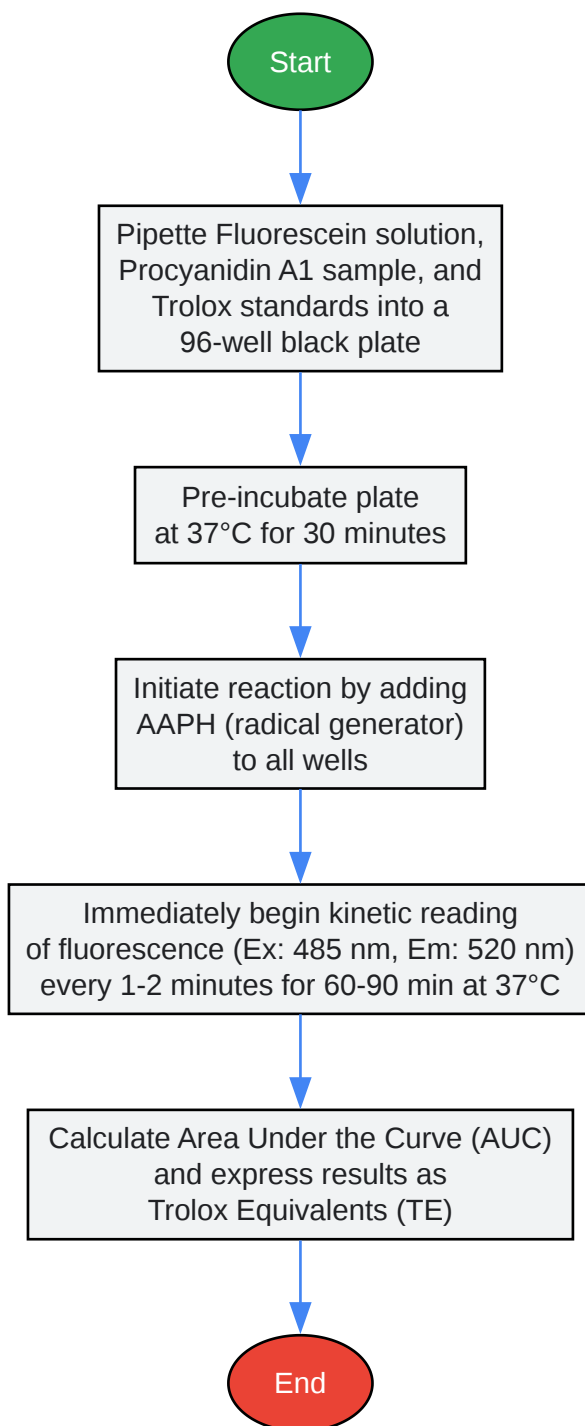 Start
Pipette Fluorescein solution,
Procyanidin A1 sample, and
Trolox standards into a
96-well black plate
Pre-incubate plate
at 37°C for 30 minutes
Initiate reaction by adding
AAPH (radical generator)
to all wells
Immediately begin kinetic reading
of fluorescence (Ex: 485 nm, Em: 520 nm)
every 1-2 minutes for 60-90 min at 37°C
Calculate Area Under the Curve (AUC)
and express results as
Trolox Equivalents (TE)
End